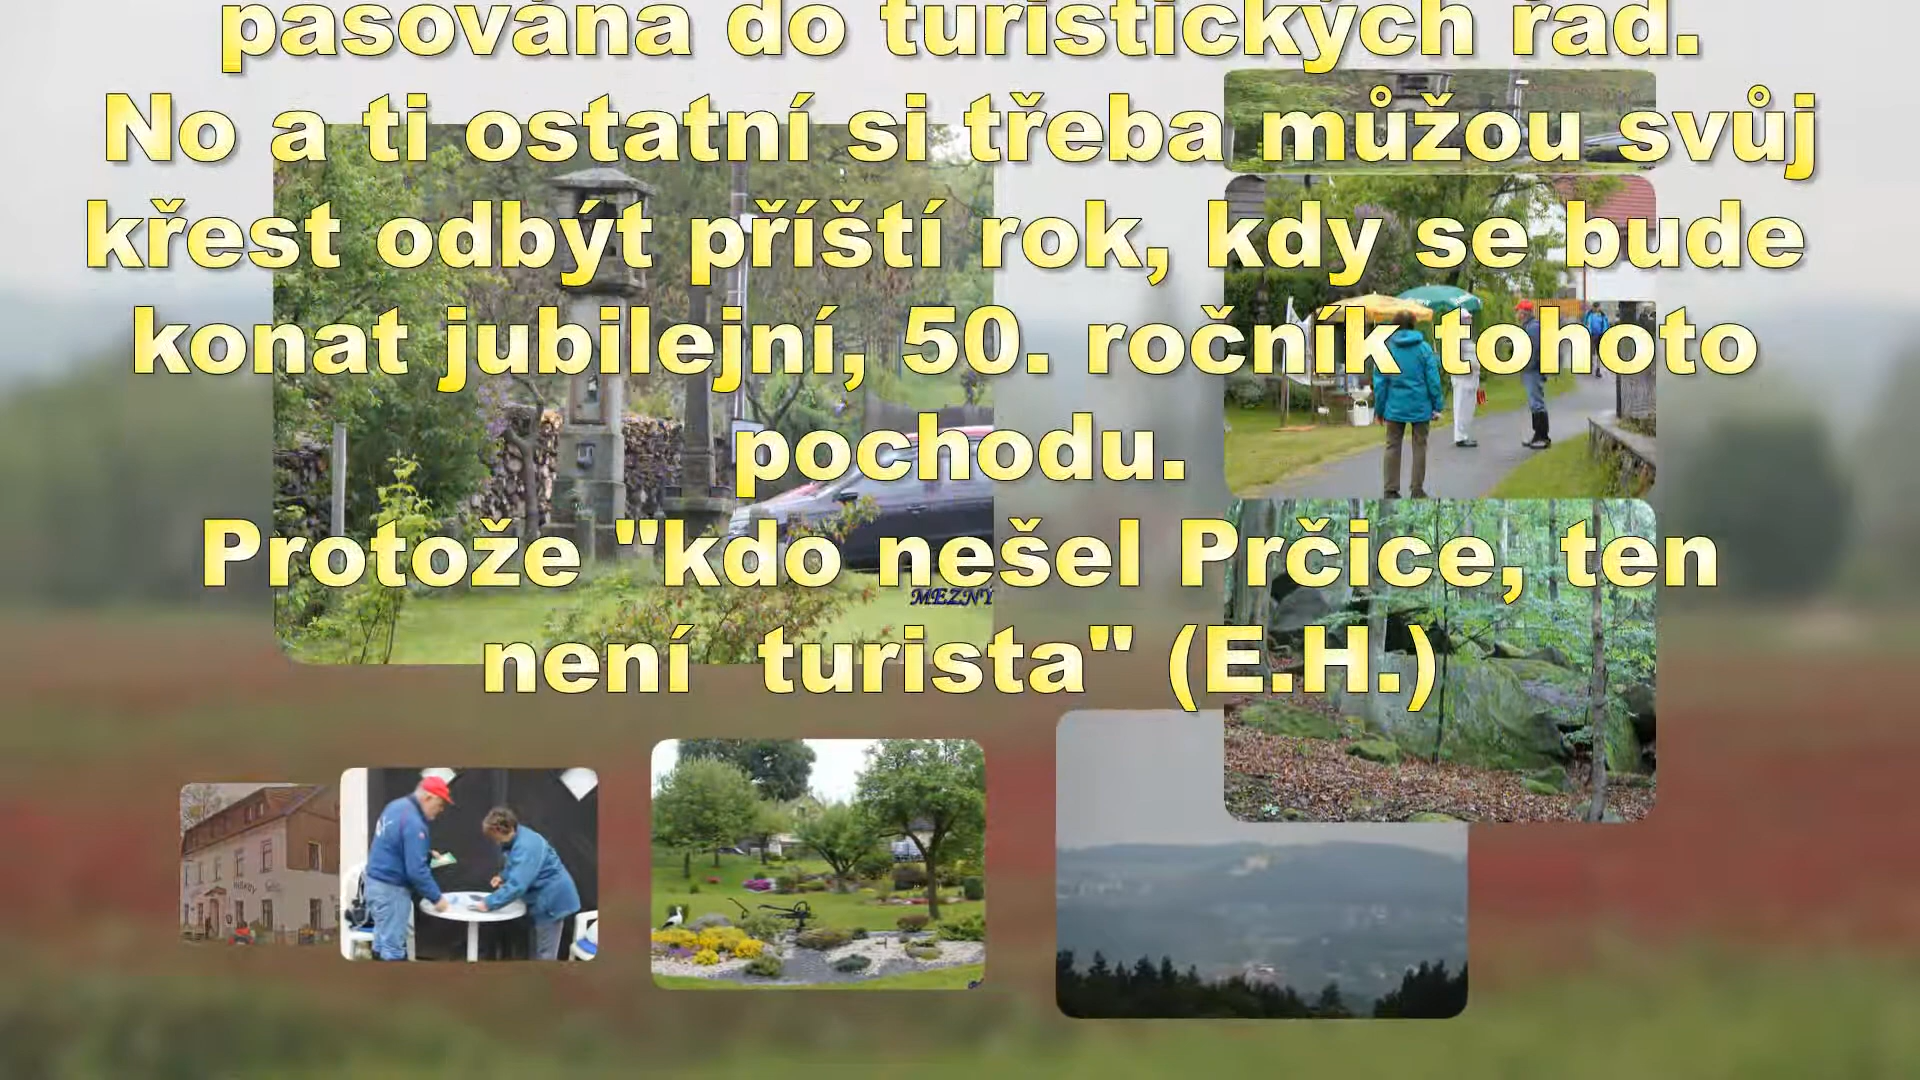 pasována do turistických řad.
No a ti ostatní si třeba můžou svůj
křest odbýt příští rok, kdy se bude
konat jubilejní, 50. ročník tohoto
pochodu.
Protože "kdo nešel Prčice, ten
není  turista" (E.H.)
MEZNÝ